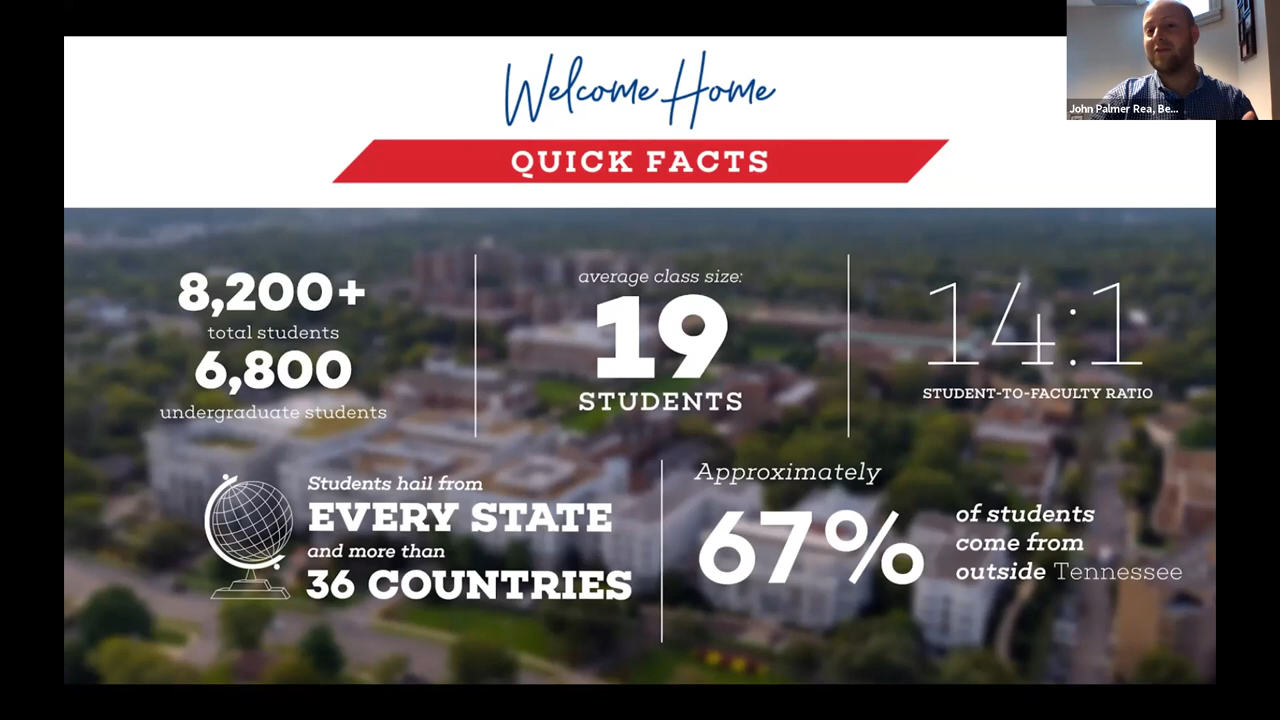 Welcome Home
QUICK FACTS
John Palmer Rea, Be...
8,200+
total students
6,800
undergraduate students
average class size:
19
STUDENTS
14:1
STUDENT-TO-FACULTY RATIO
Students hail from
EVERY STATE
and more than
36 COUNTRIES
Approximately
67%
of students
come from
outside Tennessee